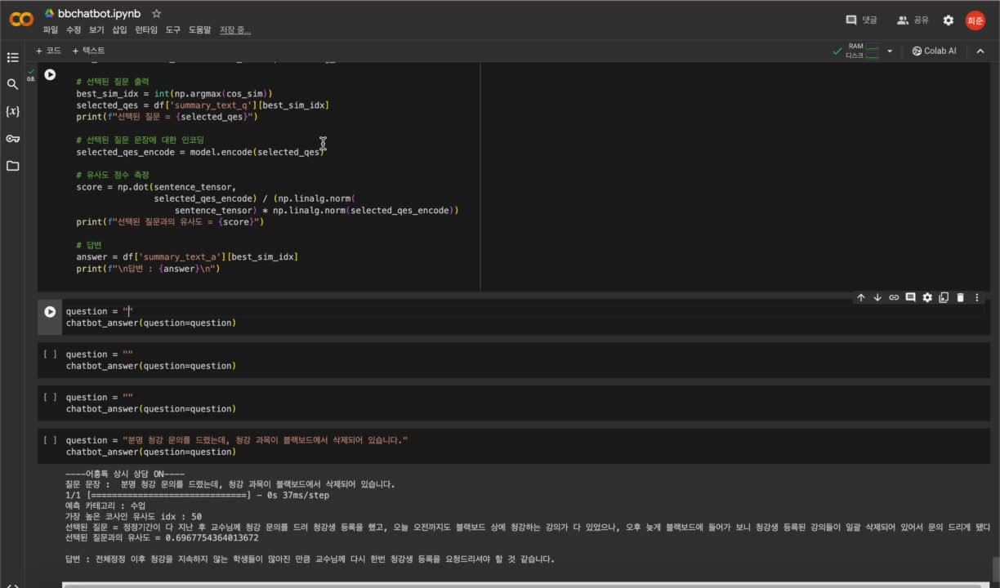 bbchatbot.ipynb
파일 수정 보기 삽입 런타임 도구 도움말 저장 중...
댓글 공유 희준
+ 코드 + 텍스트
RAM
디스크
Colab AI
{x}
0초
# 선택된 질문 출력
best_sim_idx = int(np.argmax(cos_sim))
selected_qes = df['summary_text_q'][best_sim_idx]
print(f"선택된 질문 = {selected_qes}")
# 선택된 질문 문장에 대한 인코딩
selected_qes_encode = model.encode(selected_qes)
# 유사도 점수 측정
score = np.dot(sentence_tensor,
selected_qes_encode) / (np.linalg.norm(
sentence_tensor) * np.linalg.norm(selected_qes_encode))
print(f"선택된 질문과의 유사도 = {score}")
# 답변
answer = df['summary_text_a'][best_sim_idx]
print(f"\n답변 : {answer}\n")
question = ""
chatbot_answer(question=question)
[ ] question = ""
chatbot_answer(question=question)
[ ] question = ""
chatbot_answer(question=question)
[ ] question = "분명 청강 문의를 드렸는데, 청강 과목이 블랙보드에서 삭제되어 있습니다."
chatbot_answer(question=question)
----어흥톡 상시 상담 ON----
질문 문장 : 분명 청강 문의를 드렸는데, 청강 과목이 블랙보드에서 삭제되어 있습니다.
1/1 [==============================] - 0s 37ms/step
예측 카테고리 : 수업
가장 높은 코사인 유사도 idx : 50
선택된 질문 = 정정기간이 다 지난 후 교수님께 청강 문의를 드려 청강생 등록을 했고, 오늘 오전까지도 블랙보드 상에 청강하는 강의가 다 있었으나, 오후 늦게 블랙보드에 들어가 보니 청강생 등록된 강의들이 일괄 삭제되어 있어서 문의 드리게 됐디
선택된 질문과의 유사도 = 0.6967754364013672
답변 : 전체정정 이후 청강을 지속하지 않는 학생들이 많아진 만큼 교수님께 다시 한번 청강생 등록을 요청드리셔야 할 것 같습니다.